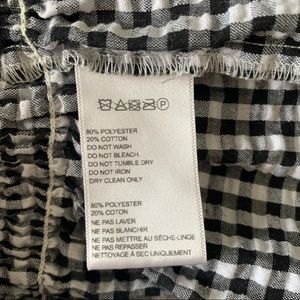 P
80% POLYESTER
20% COTTON
DO NOT WASH
DO NOT BLEACH
DO NOT TUMBLE DRY
DO NOT IRON
DRY CLEAN ONLY
80% POLYESTER
20% COTON
NE PAS LAVER
NE PAS BLANCHIR
NE PAS METTRE AU SÈCHE-LINGE
NE PAS REPASSER
NETTOYAGE À SEC UNIQUEMENT